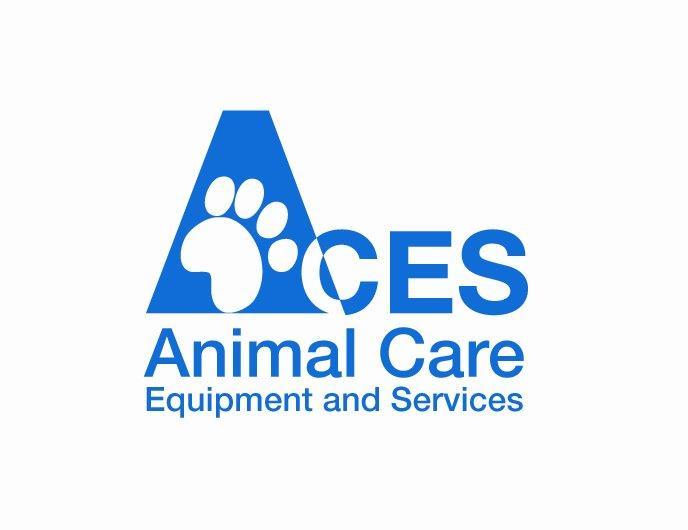 ACES
Animal Care
Equipment and Services